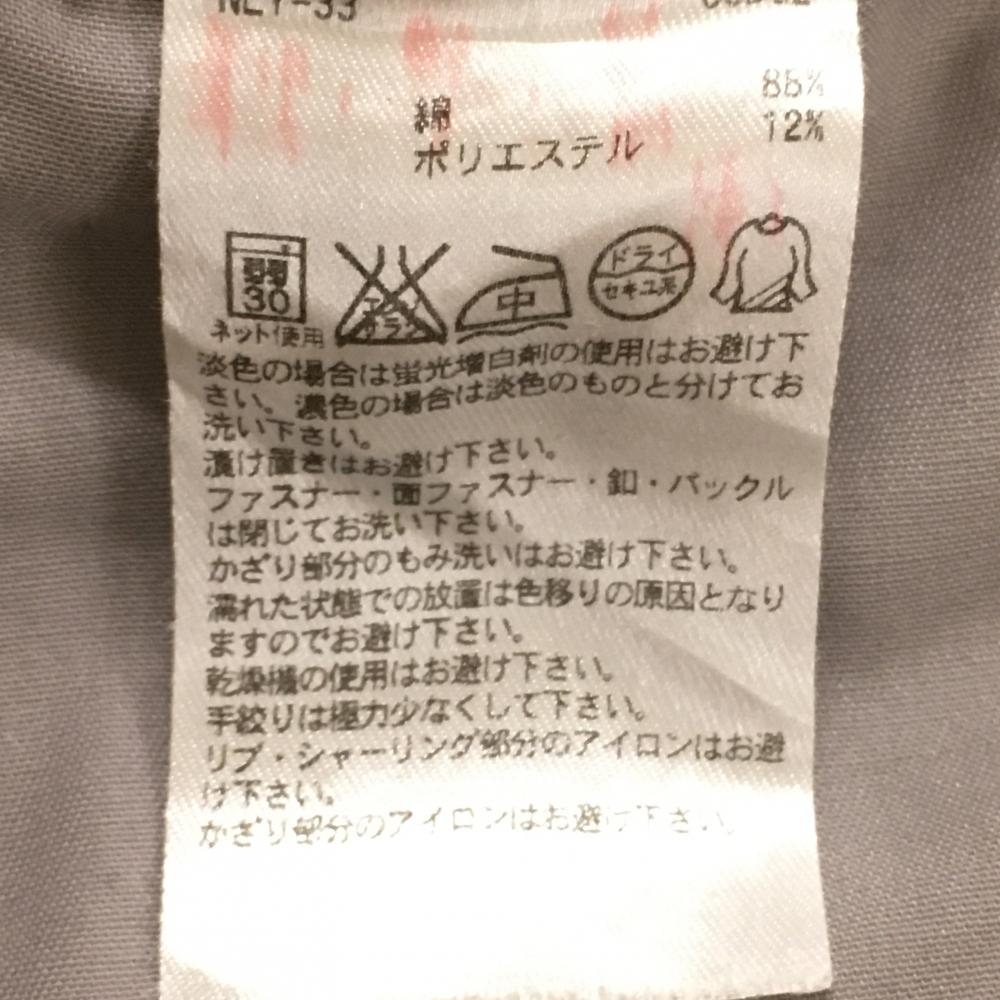 NLY-33
綿
12%
ポリエステル
弱
30
ネット使用
エンソ
サラシ
中
ドライ
セキユ系
淡色の場合は蛍光増白剤の使用はお避け下
さい。濃色の場合は淡色のものと分けてお
洗い下さい。
漬け置きはお避け下さい。
ファスナー・面ファスナー・釦・バックル
は閉じてお洗い下さい。
かざり部分のもみ洗いはお避け下さい。
濡れた状態での放置は色移りの原因となり
ますのでお避け下さい。
乾燥機の使用はお避け下さい。
手絞りは極力少なくして下さい。
リブ・シャーリング部分のアイロンはお避
け下さい。
かざり部分のアイロンはお避け下さい。